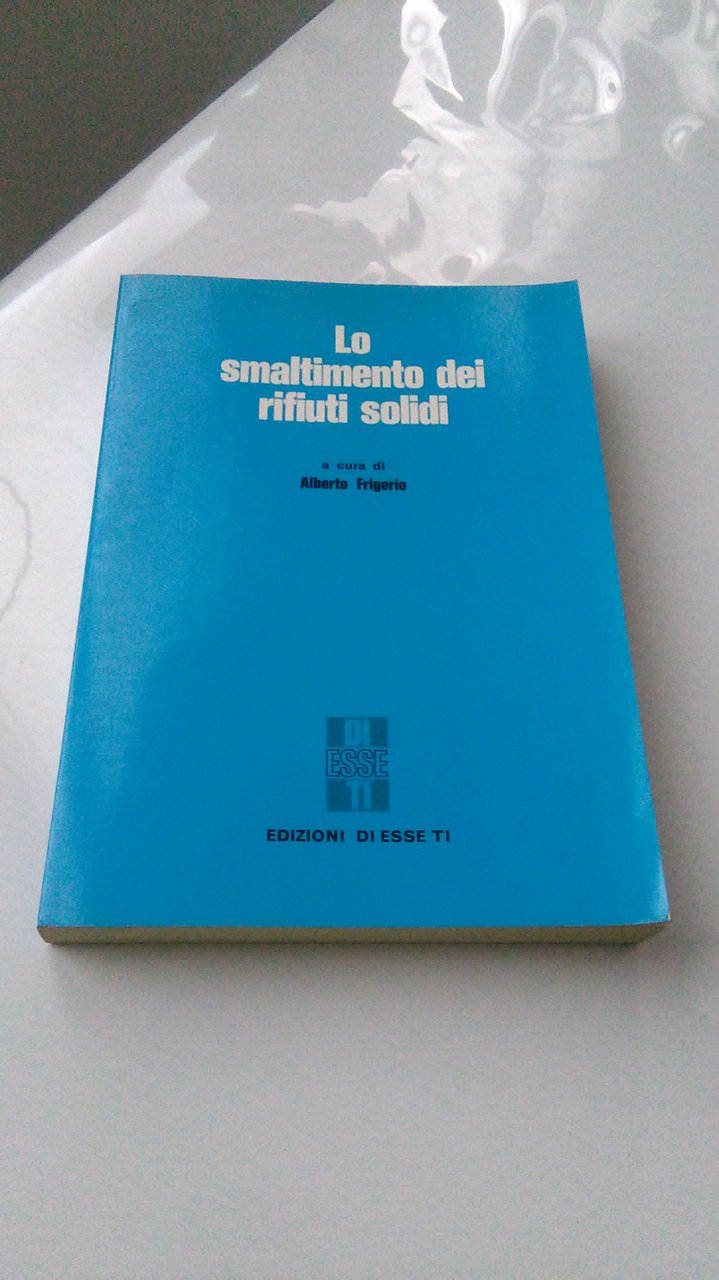 Lo
smaltimento dei
rifiuti solidi
a cura di
Alberto Frigerio
DI
ESSE
TI
EDIZIONI DI ESSE TI